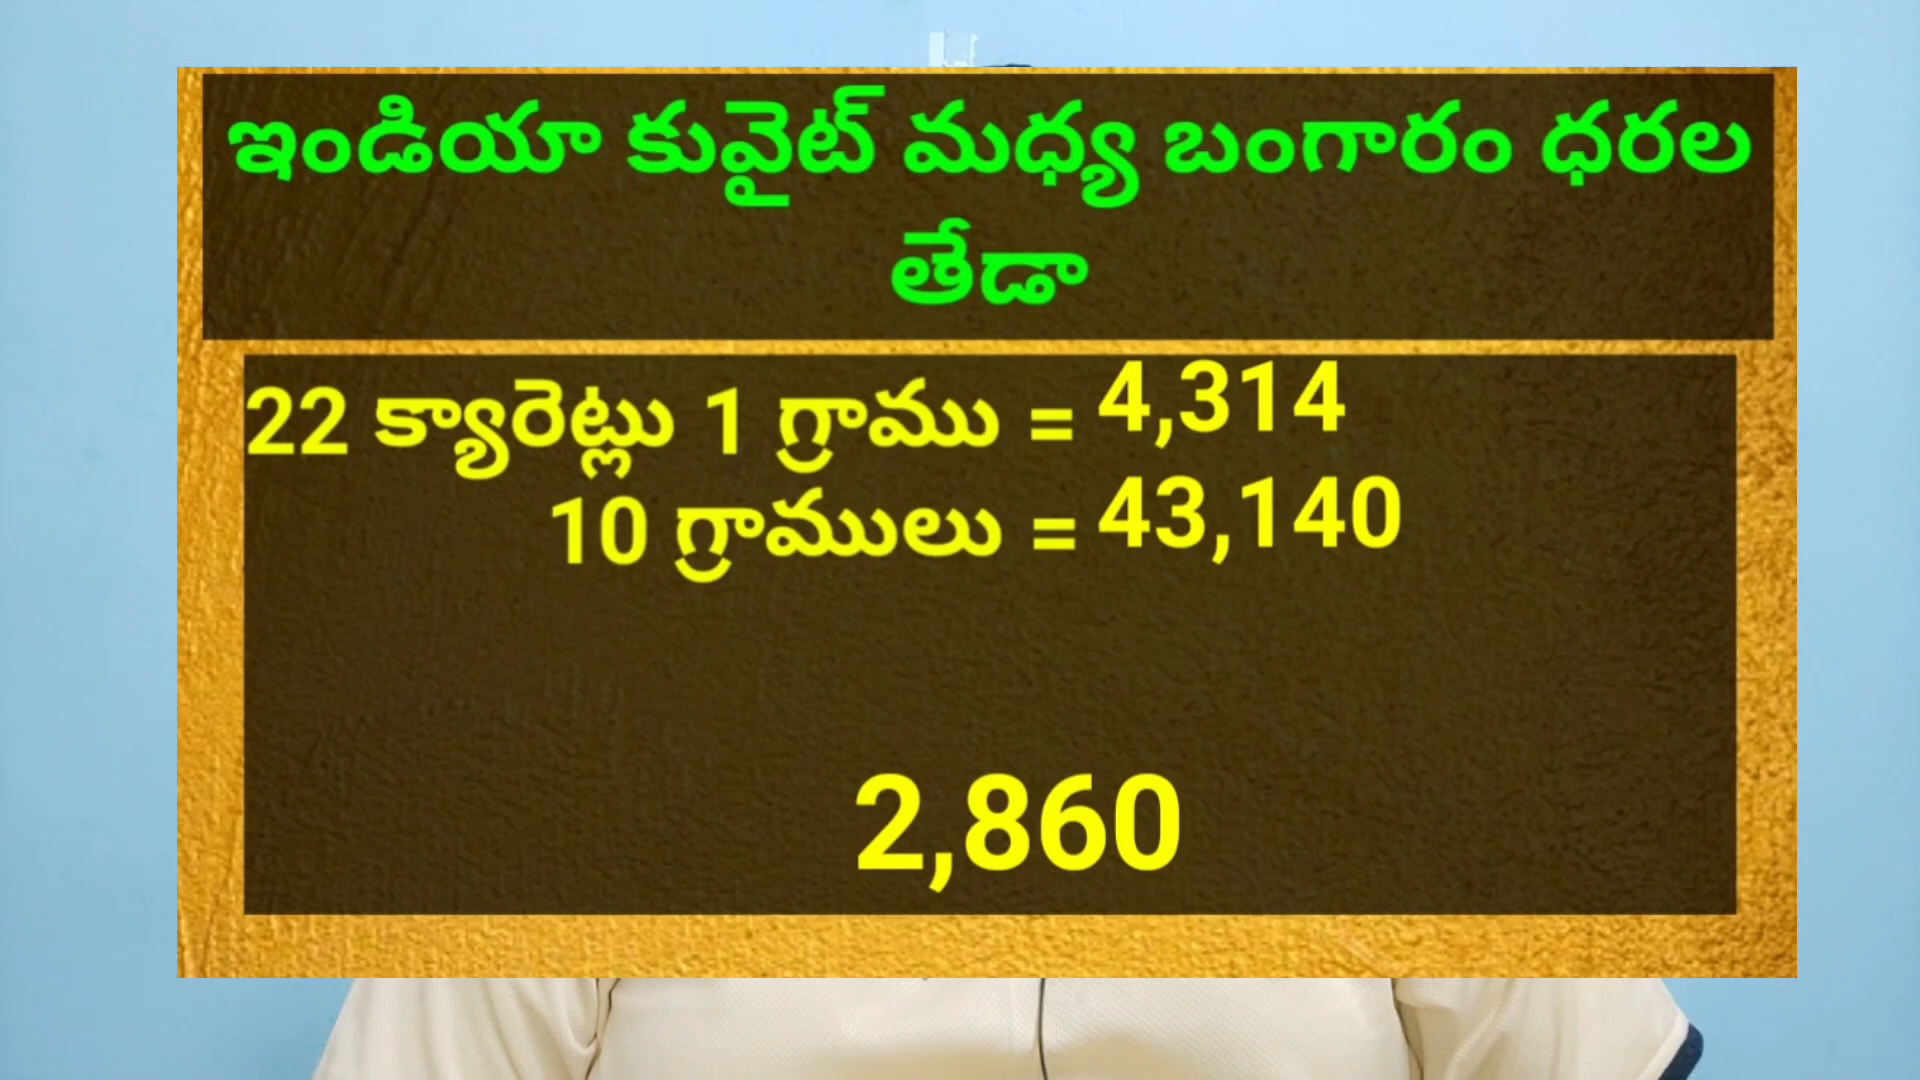 ఇండియా కువైట్ మధ్య బంగారం ధరల
తేడా
22 క్యారెట్లు 1 గ్రాము = 4,314
10 గ్రాములు = 43,140
2,860